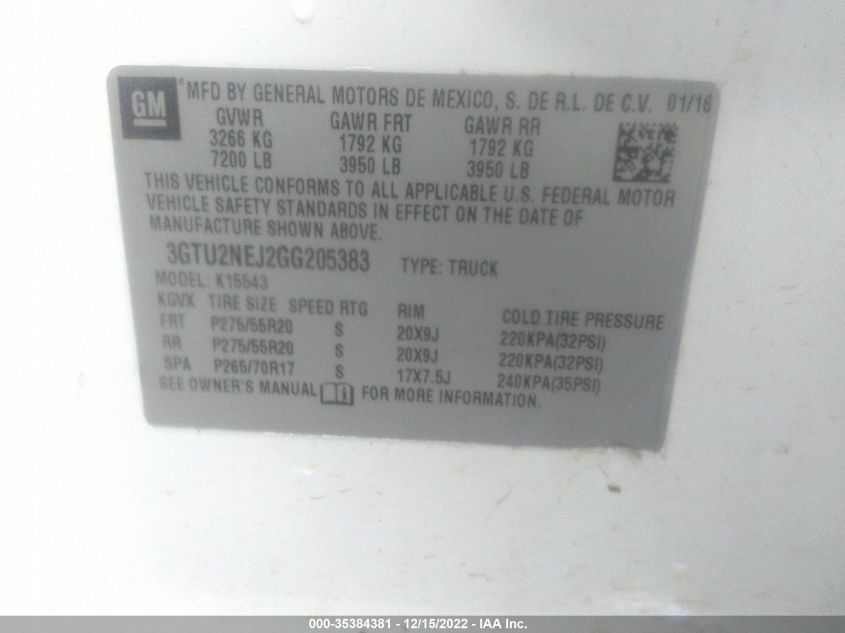 GM
MFD BY GENERAL MOTORS DE MEXICO, S. DE R.L. DE C.V. 01/16
GVWR GAWR FRT GAWR RR
3266 KG 1792 KG 1792 KG
7200 LB 3950 LB 3950 LB
THIS VEHICLE CONFORMS TO ALL APPLICABLE U.S. FEDERAL MOTOR
VEHICLE SAFETY STANDARDS IN EFFECT ON THE DATE OF
MANUFACTURE SHOWN ABOVE.
3GTU2NEJ2GG205383 TYPE: TRUCK
MODEL: K15543
KGVX TIRE SIZE SPEED RTG RIM COLD TIRE PRESSURE
FRT P275/55R20 S 20X9J 220KPA(32PSI)
RR P275/55R20 S 20X9J 220KPA(32PSI)
SPA P265/70R17 S 17X7.5J 240KPA(35PSI)
SEE OWNER'S MANUAL FOR MORE INFORMATION.
000-35384381 - 12/15/2022 - IAA Inc.